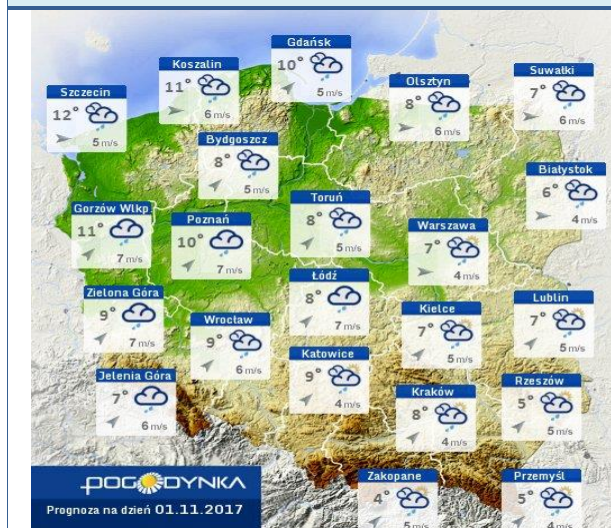 Gdańsk
10°
5 m/s
Koszalin
11°
6 m/s
Suwałki
7°
6 m/s
Olsztyn
8°
6 m/s
Szczecin
12°
5 m/s
Bydgoszcz
8°
5 m/s
Białystok
6°
4 m/s
Toruń
8°
5 m/s
Gorzów Wlkp.
11°
7 m/s
Poznań
10°
7 m/s
Warszawa
7°
4 m/s
Łódź
8°
7 m/s
Zielona Góra
9°
7 m/s
Lublin
7°
5 m/s
Kielce
7°
5 m/s
Wrocław
9°
6 m/s
Katowice
9°
4 m/s
Jelenia Góra
7°
6 m/s
Rzeszów
5°
5 m/s
Kraków
8°
4 m/s
Zakopane
4°
5 m/s
Przemyśl
5°
4 m/s
POGODYNKA
Prognoza na dzień 01.11.2017